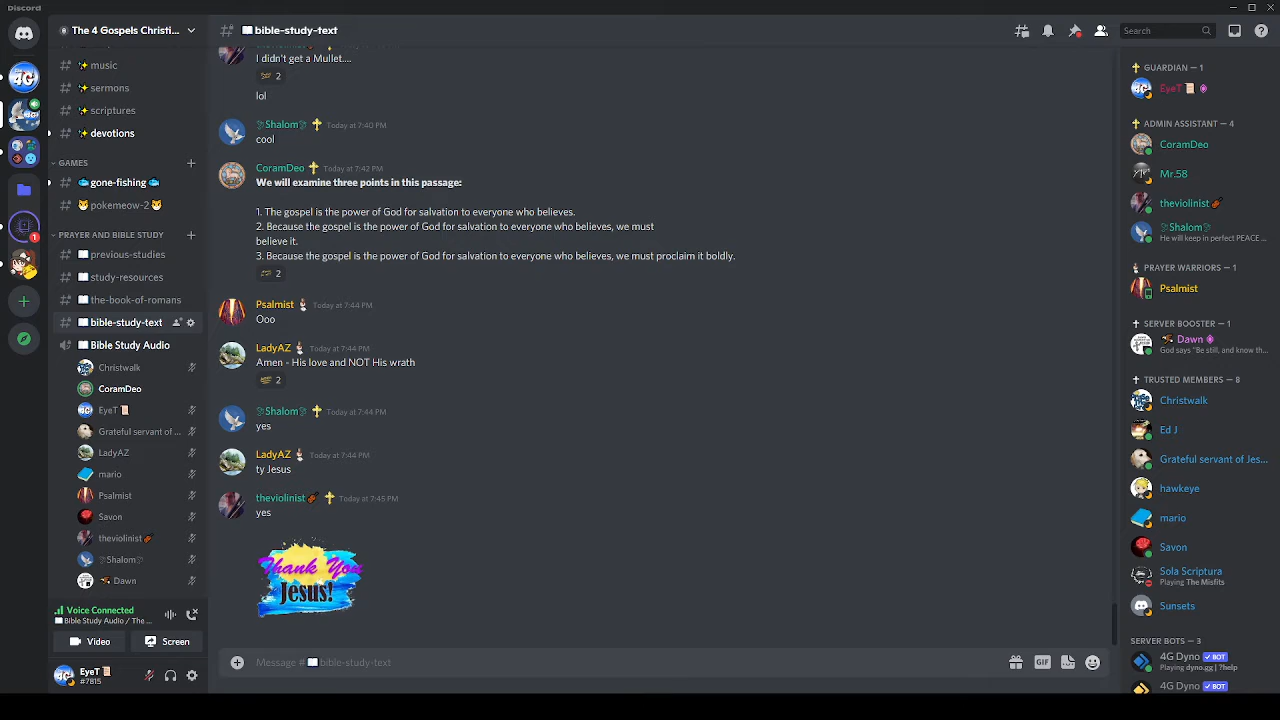 Discord
The 4 Gospels Christi...
bible-study-text
Search
music
sermons
scriptures
devotions
GAMES
gone-fishing
pokemeow-2
PRAYER AND BIBLE STUDY
previous-studies
study-resources
the-book-of-romans
bible-study-text
Bible Study Audio
Christwalk
CoramDeo
EyeT
Grateful servant of ...
LadyAZ
mario
Psalmist
Savon
theviolinist
Shalom
Dawn
Voice Connected
Bible Study Audio / The ...
Video
Screen
EyeT
#7815
4G
1
I didn't get a Mullet....
2
lol
Shalom Today at 7:40 PM
cool
CoramDeo Today at 7:42 PM
We will examine three points in this passage:
1. The gospel is the power of God for salvation to everyone who believes.
2. Because the gospel is the power of God for salvation to everyone who believes, we must
believe it.
3. Because the gospel is the power of God for salvation to everyone who believes, we must proclaim it boldly.
2
Psalmist Today at 7:44 PM
Ooo
LadyAZ Today at 7:44 PM
Amen - His love and NOT His wrath
2
Shalom Today at 7:44 PM
yes
LadyAZ Today at 7:44 PM
ty Jesus
theviolinist Today at 7:45 PM
yes
Thank You
Jesus!
Message # bible-study-text
GIF
GUARDIAN — 1
EyeT
ADMIN ASSISTANT — 4
CoramDeo
Mr.58
theviolinist
Shalom
He will keep in perfect PEACE ...
PRAYER WARRIORS — 1
Psalmist
SERVER BOOSTER — 1
Dawn
God says "Be still, and know th...
TRUSTED MEMBERS — 8
Christwalk
Ed J
Grateful servant of Jes...
hawkeye
mario
Savon
Sola Scriptura
Playing The Misfits
Sunsets
SERVER BOTS — 3
4G Dyno BOT
Playing dyno.gg | ?help
4G Dyno BOT